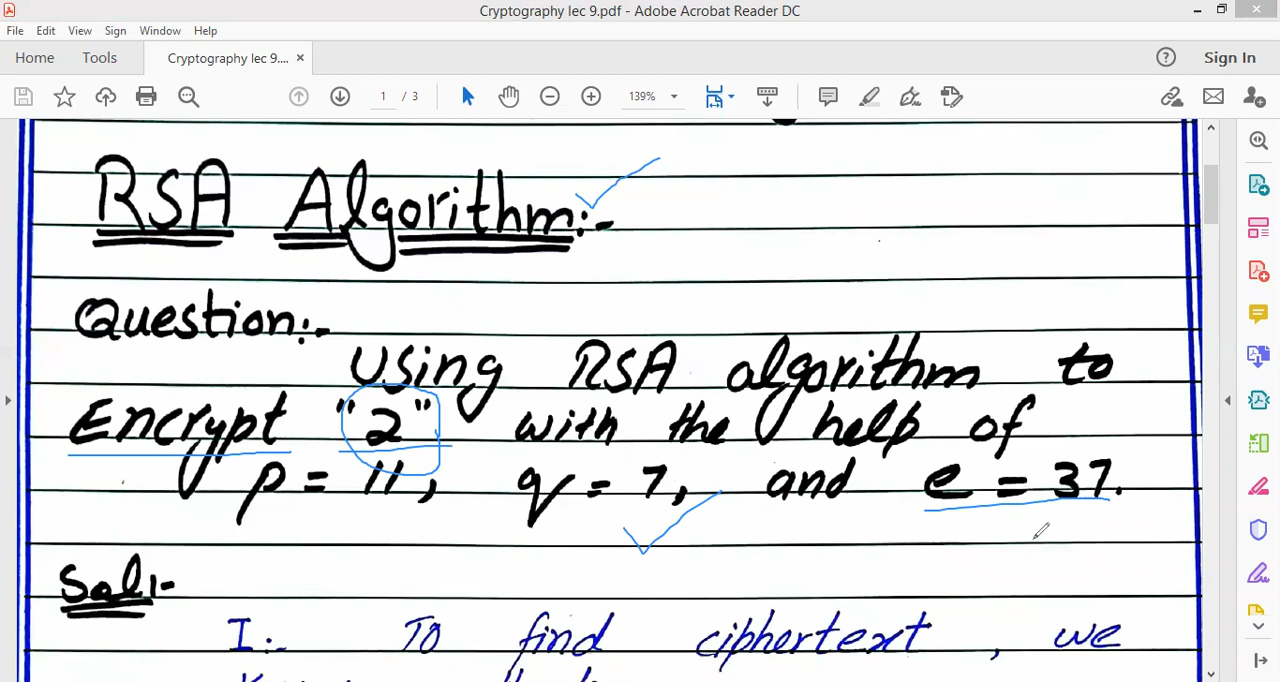 Cryptography lec 9.pdf - Adobe Acrobat Reader DC
File Edit View Sign Window Help
Home Tools Cryptography lec 9.... × Sign In
1 / 3 139%
RSA Algorithm:-
Question:-
Using RSA algorithm to
Encrypt "2" with the help of
p = 11, q = 7, and e = 37.
Sol:-
I:- To find ciphertext, we